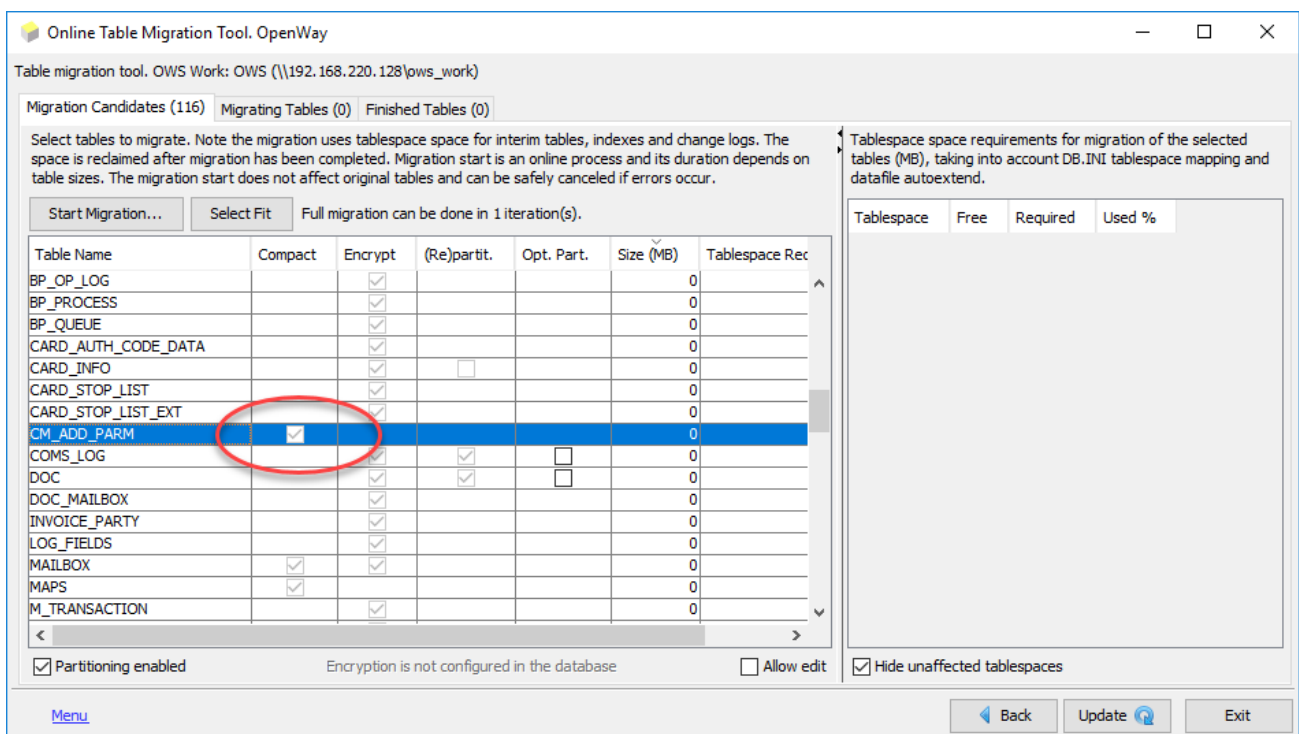 Online Table Migration Tool. OpenWay
Table migration tool. OWS Work: OWS (\\192.168.220.128\ows_work)
Migration Candidates (116) Migrating Tables (0) Finished Tables (0)
Select tables to migrate. Note the migration uses tablespace space for interim tables, indexes and change logs. The
space is reclaimed after migration has been completed. Migration start is an online process and its duration depends on
table sizes. The migration start does not affect original tables and can be safely canceled if errors occur.
Start Migration... Select Fit Full migration can be done in 1 iteration(s).
Table Name Compact Encrypt (Re)partit. Opt. Part. Size (MB) Tablespace Rec
BP_OP_LOG 0
BP_PROCESS 0
BP_QUEUE 0
CARD_AUTH_CODE_DATA 0
CARD_INFO 0
CARD_STOP_LIST 0
CARD_STOP_LIST_EXT 0
CM_ADD_PARM 0
COMS_LOG 0
DOC 0
DOC_MAILBOX 0
INVOICE_PARTY 0
LOG_FIELDS 0
MAILBOX 0
MAPS 0
M_TRANSACTION 0
Partitioning enabled Encryption is not configured in the database Allow edit
Tablespace space requirements for migration of the selected
tables (MB), taking into account DB.INI tablespace mapping and
datafile autoextend.
Tablespace Free Required Used %
Hide unaffected tablespaces
Menu Back Update Exit